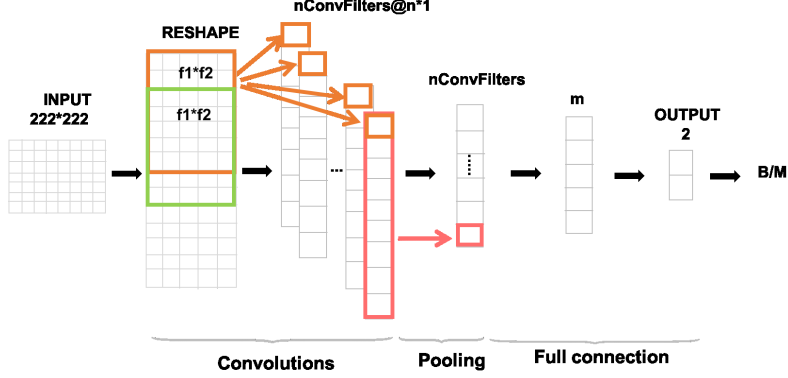 nConvFilters@n*1
RESHAPE
f1*f2
nConvFilters
INPUT
222*222
f1*f2
m
OUTPUT
2
...
B/M
Convolutions
Pooling
Full connection